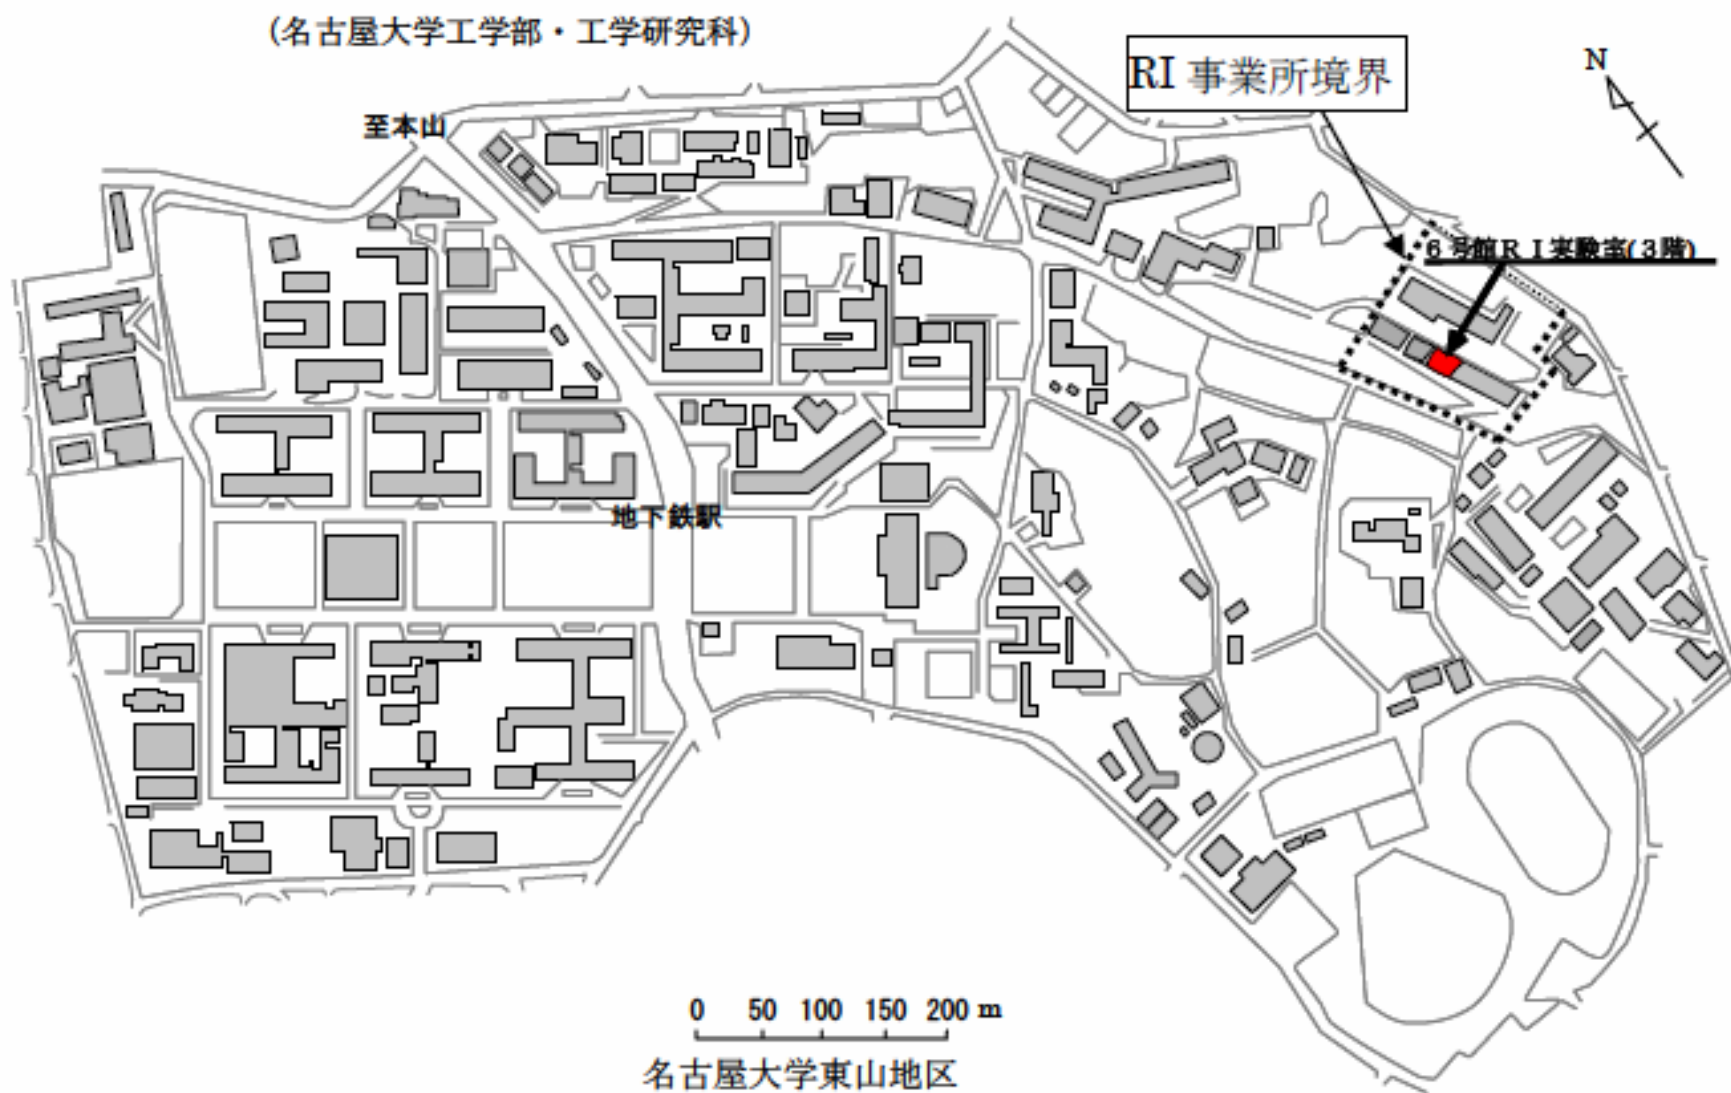 (名古屋大学工学部・工学研究科)
RI 事業所境界
N
至本山
6号館ＲＩ実験室(3階)
地下鉄駅
0 50 100 150 200 m
名古屋大学東山地区